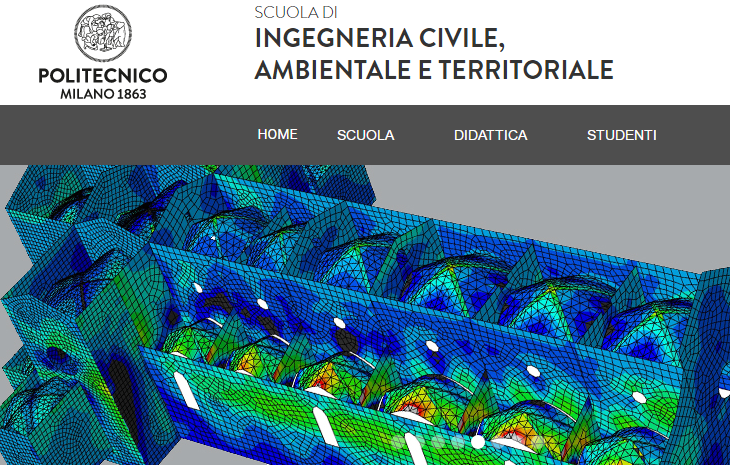 SCUOLA DI
INGEGNERIA CIVILE,
AMBIENTALE E TERRITORIALE
POLITECNICO
MILANO 1863
HOME SCUOLA DIDATTICA STUDENTI